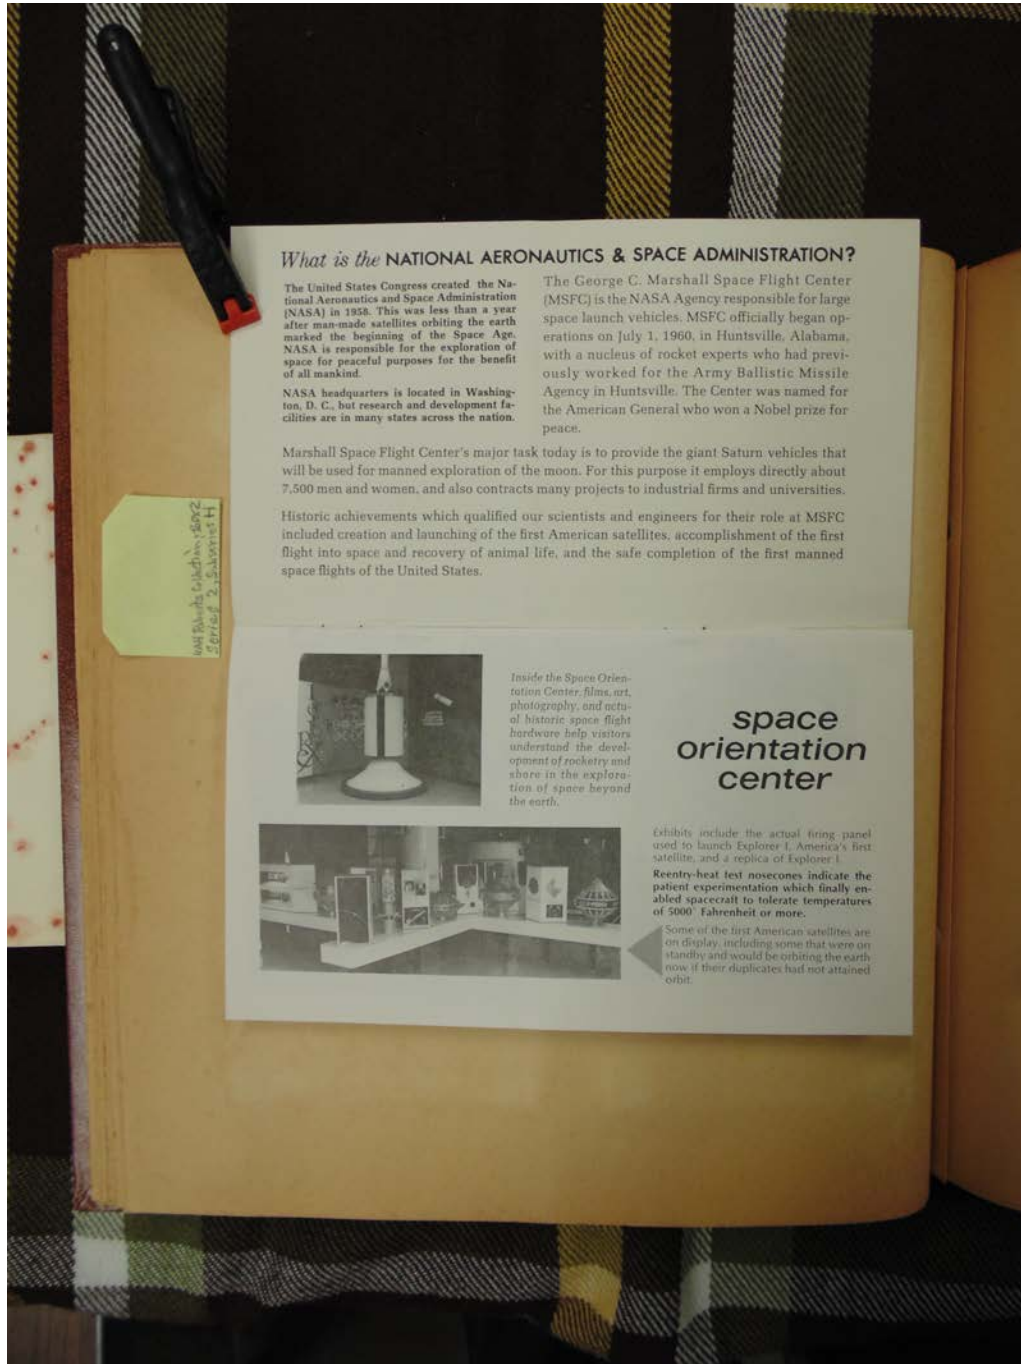 What is the NATIONAL AERONAUTICS & SPACE ADMINISTRATION?
The United States Congress created the Na-
tional Aeronautics and Space Administration
(NASA) in 1958. This was less than a year
after man-made satellites orbiting the earth
marked the beginning of the Space Age.
NASA is responsible for the exploration of
space for peaceful purposes for the benefit
of all mankind.
NASA headquarters is located in Washing-
ton, D. C., but research and development fa-
cilities are in many states across the nation.
The George C. Marshall Space Flight Center
(MSFC) is the NASA Agency responsible for large
space launch vehicles. MSFC officially began op-
erations on July 1, 1960, in Huntsville, Alabama,
with a nucleus of rocket experts who had previ-
ously worked for the Army Ballistic Missile
Agency in Huntsville. The Center was named for
the American General who won a Nobel prize for
peace.
Marshall Space Flight Center's major task today is to provide the giant Saturn vehicles that
will be used for manned exploration of the moon. For this purpose it employs directly about
7,500 men and women, and also contracts many projects to industrial firms and universities.
Historic achievements which qualified our scientists and engineers for their role at MSFC
included creation and launching of the first American satellites, accomplishment of the first
flight into space and recovery of animal life, and the safe completion of the first manned
space flights of the United States.
Roberts Collection,
Series 2, Subseries H
Inside the Space Orien-
tation Center, films, art,
photography, and actu-
al historic space flight
hardware help visitors
understand the devel-
opment of rocketry and
share in the explora-
tion of space beyond
the earth.
space
orientation
center
Exhibits include the actual firing panel
used to launch Explorer I, America's first
satellite, and a replica of Explorer I.
Reentry-heat test nosecones indicate the
patient experimentation which finally en-
abled spacecraft to tolerate temperatures
of 5000° Fahrenheit or more.
Some of the first American satellites are
on display, including some that were on
standby and would be orbiting the earth
now if their duplicates had not attained
orbit.